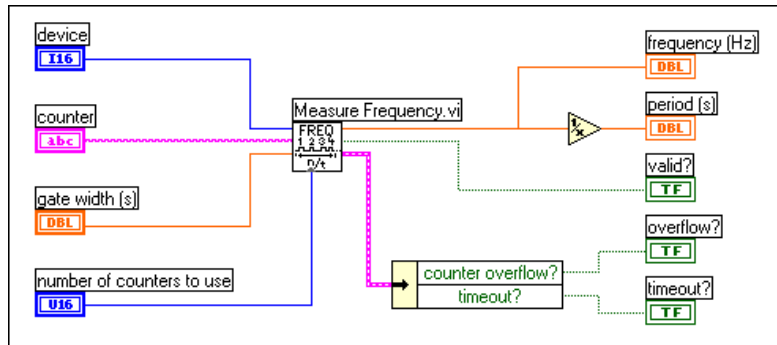 device
I16
counter
abc
gate width (s)
DBL
number of counters to use
U16
Measure Frequency.vi
FREQ
1 2 3 4
n/t
counter overflow?
timeout?
frequency (Hz)
DBL
1/x
period (s)
DBL
valid?
TF
overflow?
TF
timeout?
TF